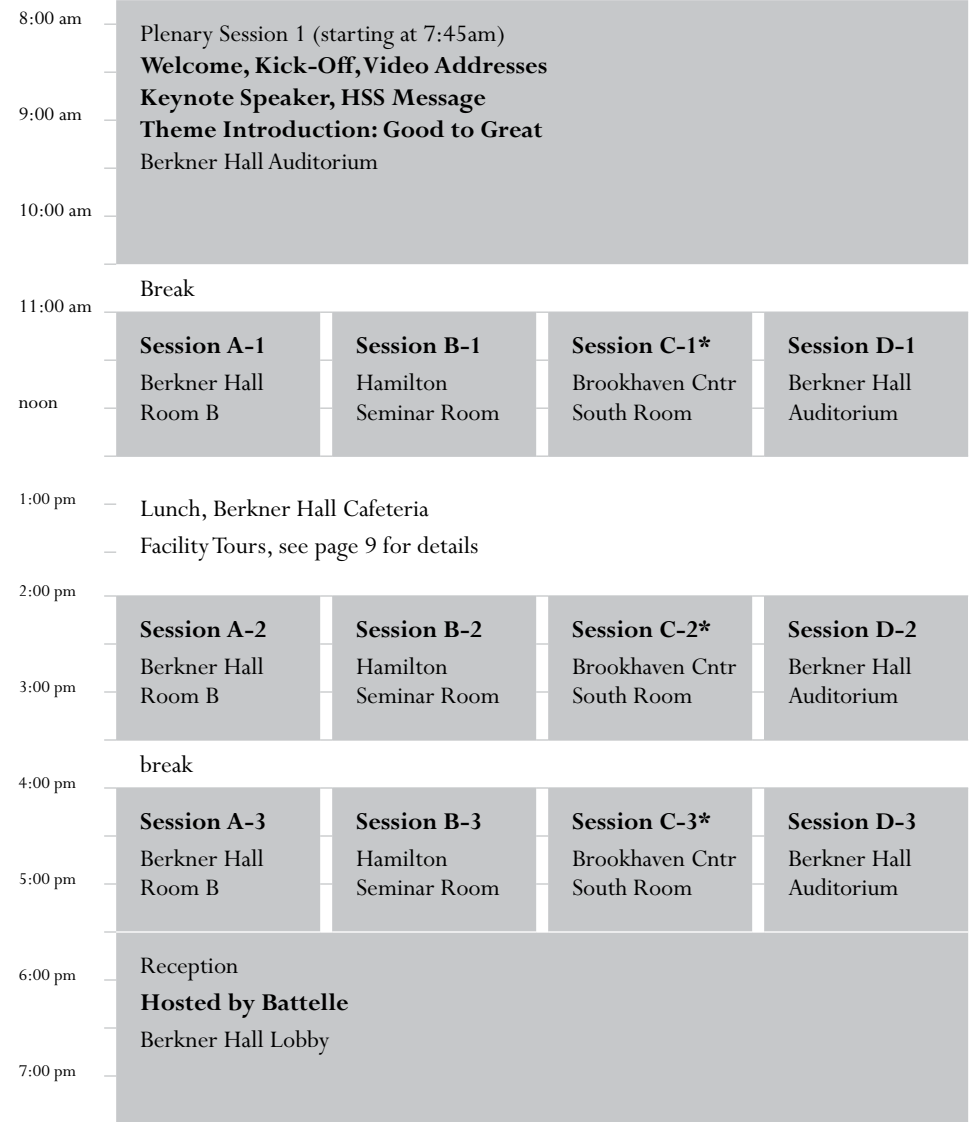 8:00 am
Plenary Session 1 (starting at 7:45am)
Welcome, Kick-Off, Video Addresses
Keynote Speaker, HSS Message
9:00 am
Theme Introduction: Good to Great
Berkner Hall Auditorium
10:00 am
Break
11:00 am
Session A-1
Berkner Hall
Room B
Session B-1
Hamilton
Seminar Room
Session C-1*
Brookhaven Cntr
South Room
Session D-1
Berkner Hall
Auditorium
noon
1:00 pm
Lunch, Berkner Hall Cafeteria
Facility Tours, see page 9 for details
2:00 pm
Session A-2
Berkner Hall
Room B
Session B-2
Hamilton
Seminar Room
Session C-2*
Brookhaven Cntr
South Room
Session D-2
Berkner Hall
Auditorium
3:00 pm
break
4:00 pm
Session A-3
Berkner Hall
Room B
Session B-3
Hamilton
Seminar Room
Session C-3*
Brookhaven Cntr
South Room
Session D-3
Berkner Hall
Auditorium
5:00 pm
Reception
6:00 pm
Hosted by Battelle
Berkner Hall Lobby
7:00 pm